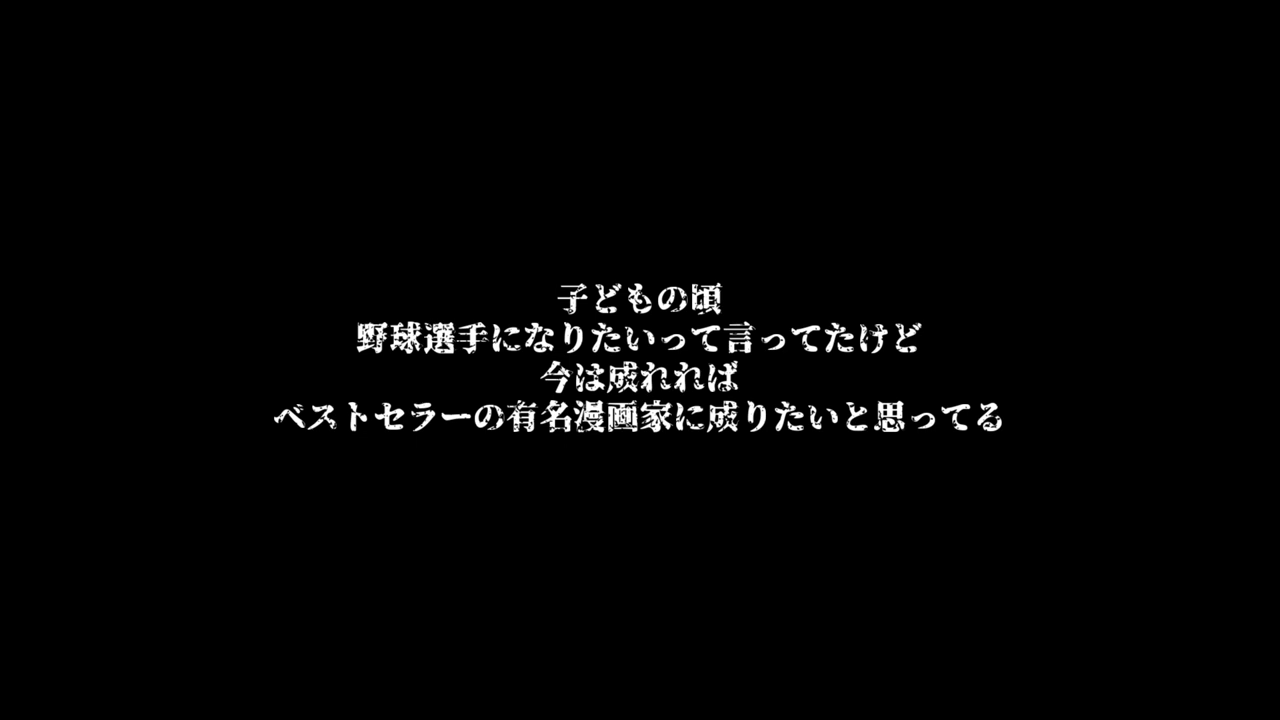 子どもの頃
野球選手になりたいって言ってたけど
今は成れれば
ベストセラーの有名漫画家に成りたいと思ってる